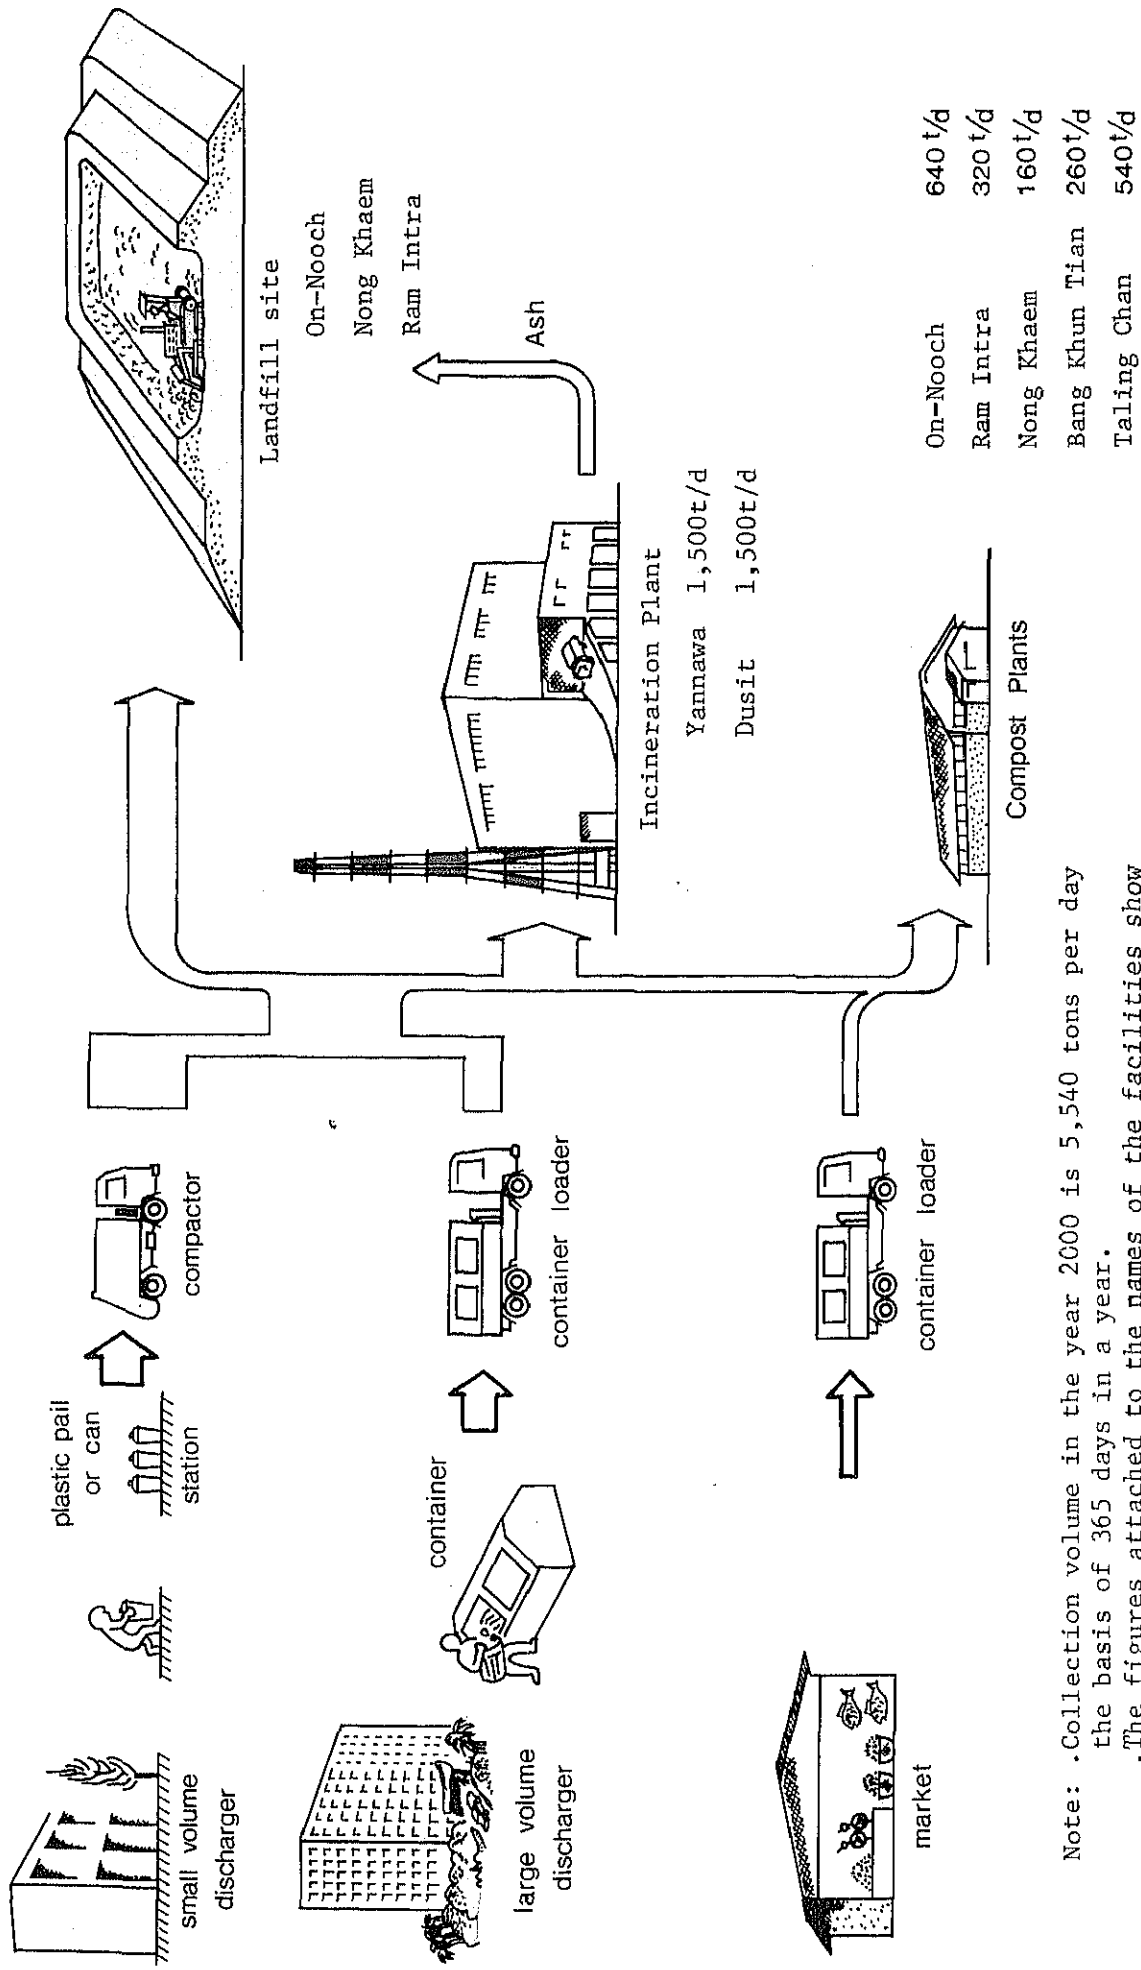 small volume
discharger
plastic pail
or can
station
compactor
large volume
discharger
container
container loader
market
container loader
Landfill site
On-Nooch
Nong Khaem
Ram Intra
Ash
Incineration Plant
Yannawa 1,500t/d
Dusit 1,500t/d
Compost Plants
On-Nooch 640t/d
Ram Intra 320t/d
Nong Khaem 160t/d
Bang Khun Tian 260t/d
Taling Chan 540t/d
Note: .Collection volume in the year 2000 is 5,540 tons per day
the basis of 365 days in a year.
.The figures attached to the names of the facilities show